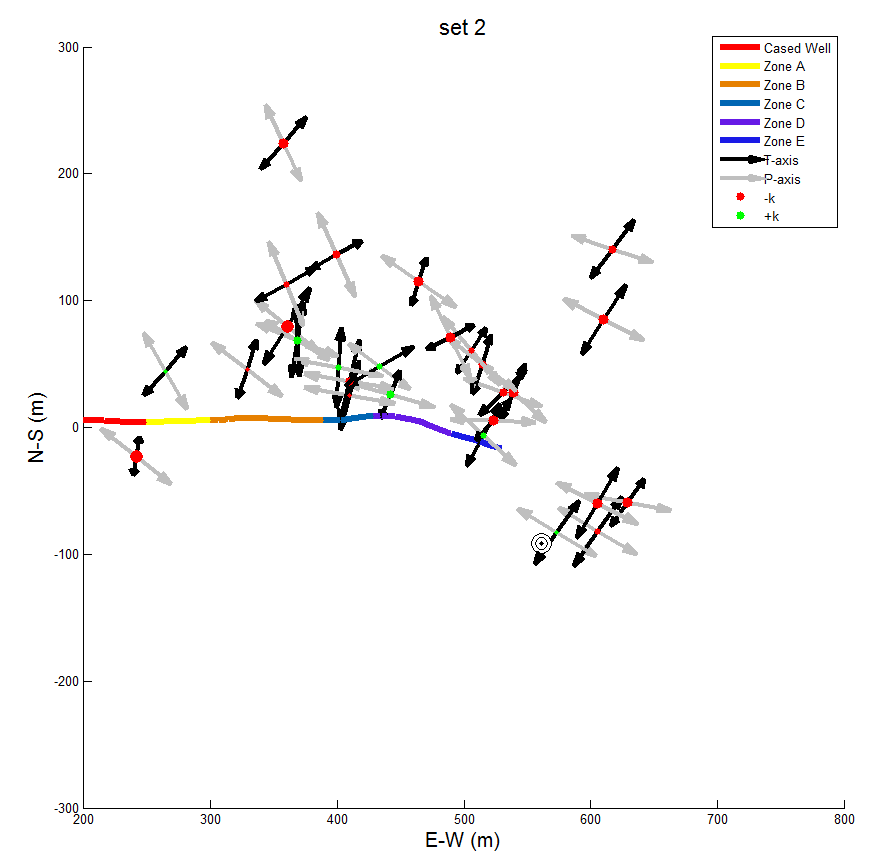 set 2
300
200
100
0
-100
-200
-300
200
300
400
500
600
700
800
N-S (m)
E-W (m)
Cased Well
Zone A
Zone B
Zone C
Zone D
Zone E
T-axis
P-axis
-k
+k